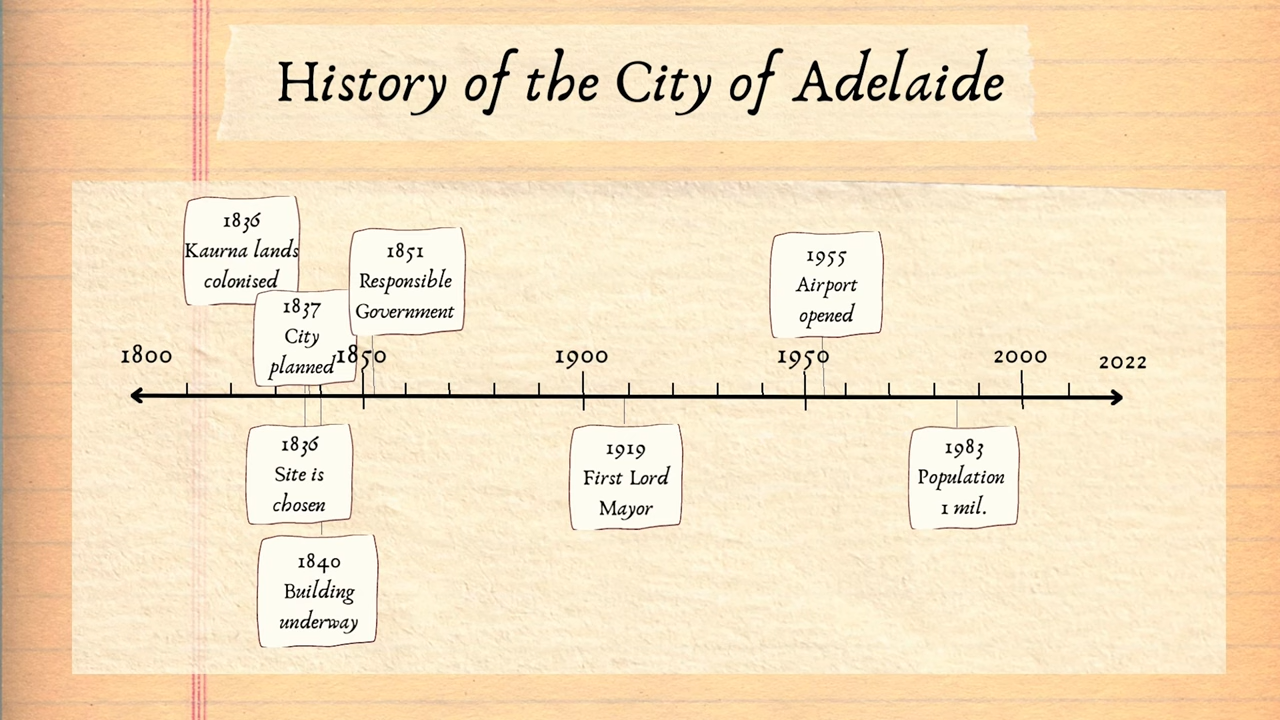 History of the City of Adelaide
1836
Kaurna lands
colonised
1837
City
planned
1851
Responsible
Government
1955
Airport
opened
1800
1850
1900
1950
2000
2022
1836
Site is
chosen
1840
Building
underway
1919
First Lord
Mayor
1983
Population
1 mil.